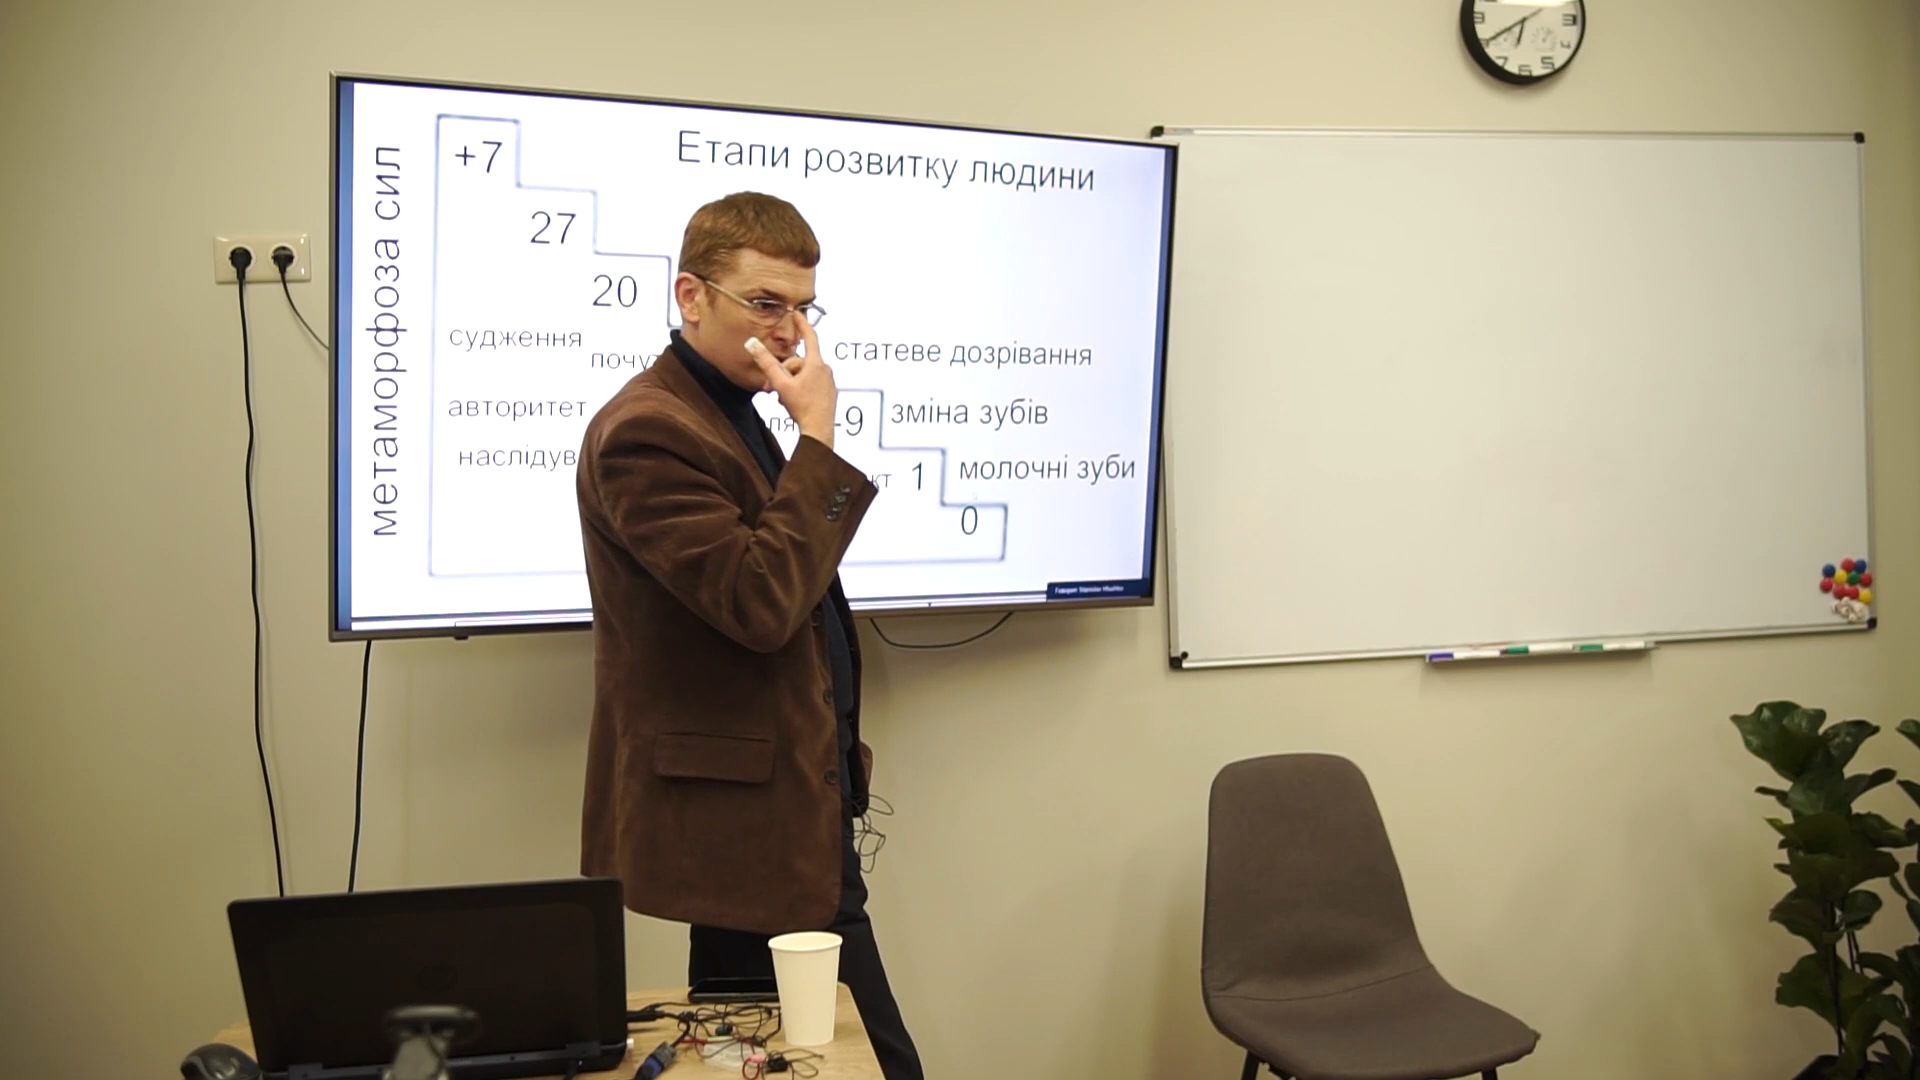 Етапи розвитку людини
метаморфоза сил
+7
27
20
судження
статеве дозрівання
авторитет
-9 зміна зубів
1 молочні зуби
0